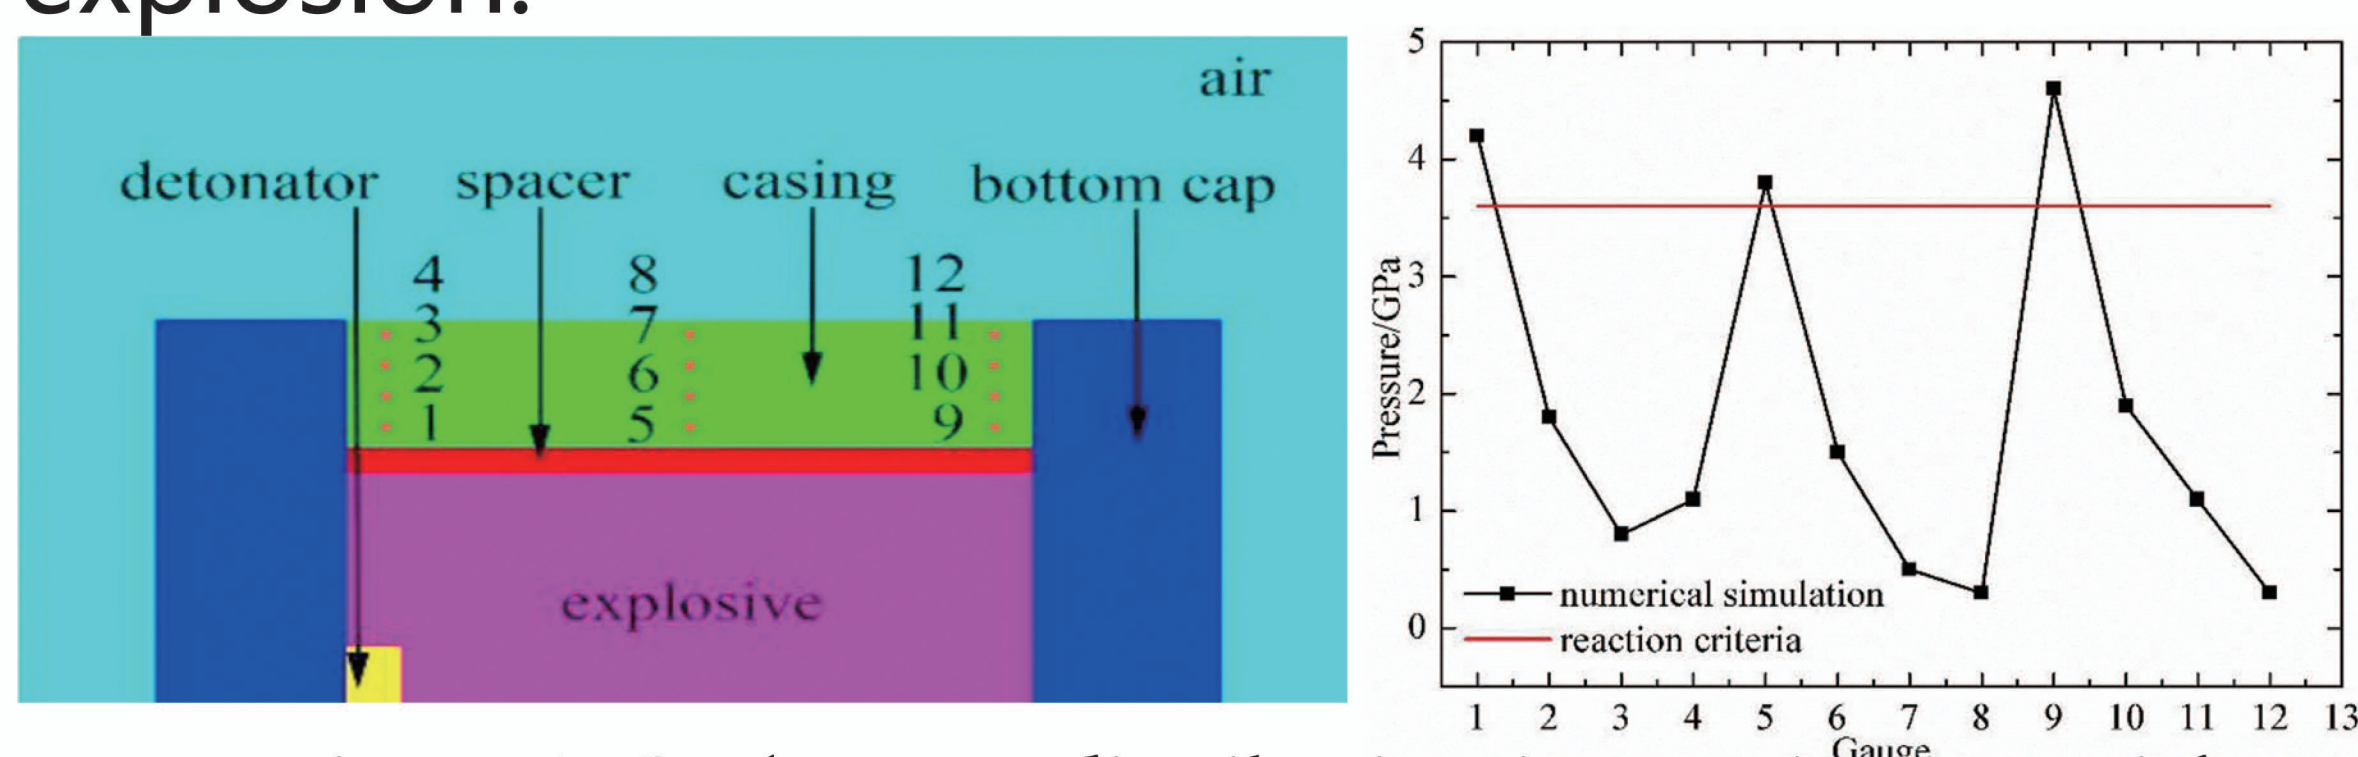 explosion.
air
detonator spacer casing bottom cap
4 8 12
3 7 11
2 6 10
1 5 9
explosive
5
4
3
2
1
0
Pressure/GPa
numerical simulation
reaction criteria
1 2 3 4 5 6 7 8 9 10 11 12 13
Gauge